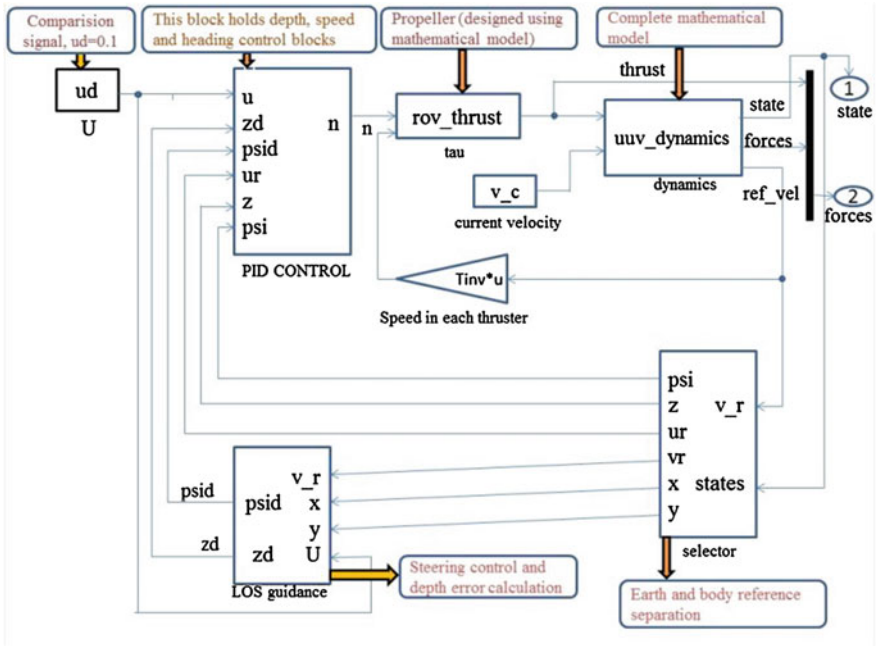 Comparision
signal, ud=0.1
This block holds depth, speed
and heading control blocks
Propeller (designed using
mathematical model)
Complete mathematical
model
ud
U
u
zd
psid
ur
z
psi
n
PID CONTROL
n
rov_thrust
tau
v_c
current velocity
thrust
uuv_dynamics
dynamics
state
forces
ref_vel
1
state
2
forces
Tinv*u
Speed in each thruster
psi
z
ur
vr
x
y
v_r
states
selector
psid
zd
v_r
psid
x
y
zd
U
LOS guidance
Steering control and
depth error calculation
Earth and body reference
separation